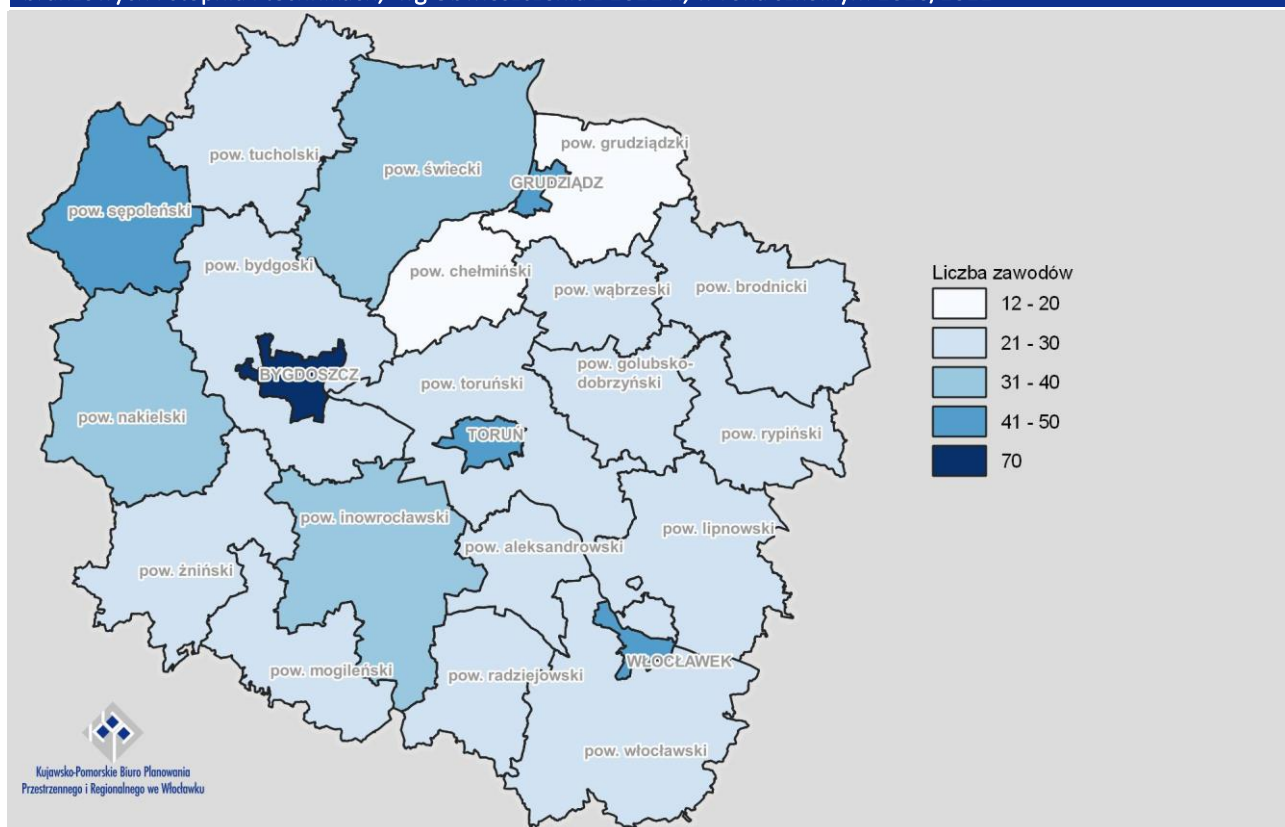 pow. tucholski
pow. grudziądzki
pow. świecki
GRUDZIĄDZ
pow. sępoleński
pow. bydgoski
pow. chełmiński
pow. wąbrzeski
pow. brodnicki
Liczba zawodów
12 - 20
21 - 30
31 - 40
41 - 50
70
BYGDOSZCZ
pow. toruński
pow. golubsko-
dobrzyński
pow. nakielski
TORUŃ
pow. rypiński
pow. inowrocławski
pow. lipnowski
pow. aleksandrowski
pow. żniński
WŁOCŁAWEK
pow. mogileński
pow. radziejowski
pow. włocławski
Kujawsko-Pomorskie Biuro Planowania
Przestrzennego i Regionalnego we Włocławku